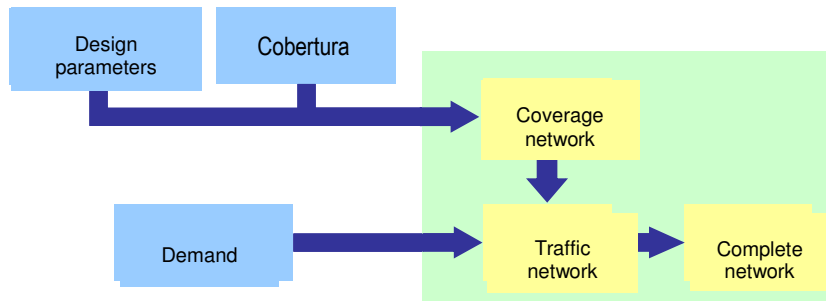 Design
parameters
Cobertura
Coverage
network
Demand
Traffic
network
Complete
network